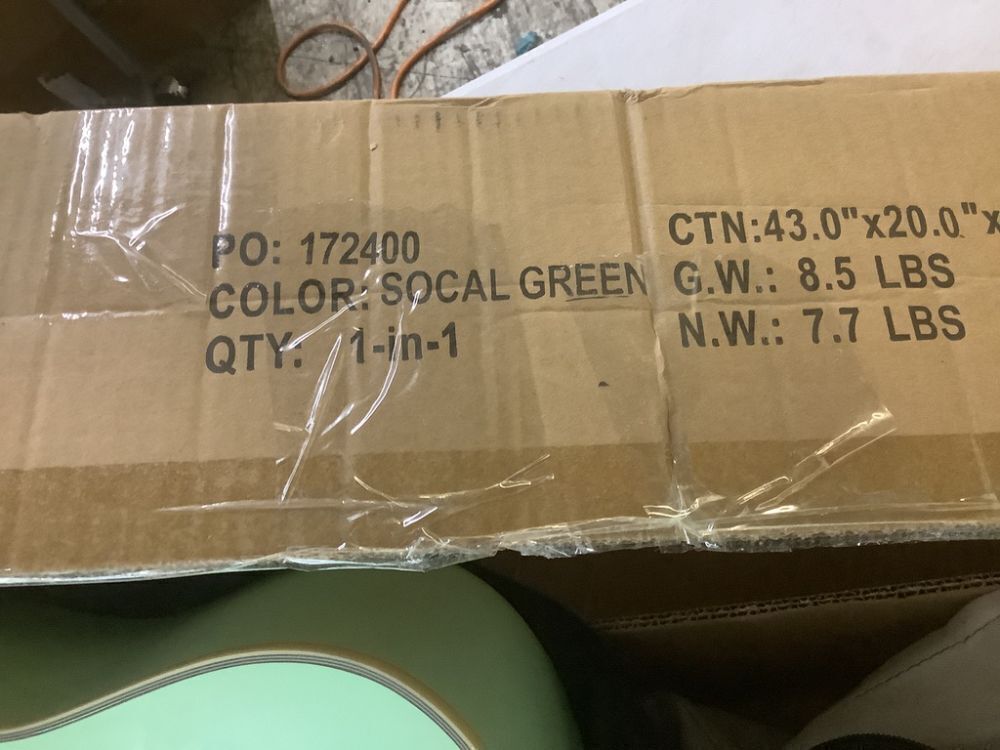 PO: 172400
COLOR: SOCAL GREEN
QTY: 1-in-1
CTN:43.0"x20.0"x
G.W.: 8.5 LBS
N.W.: 7.7 LBS